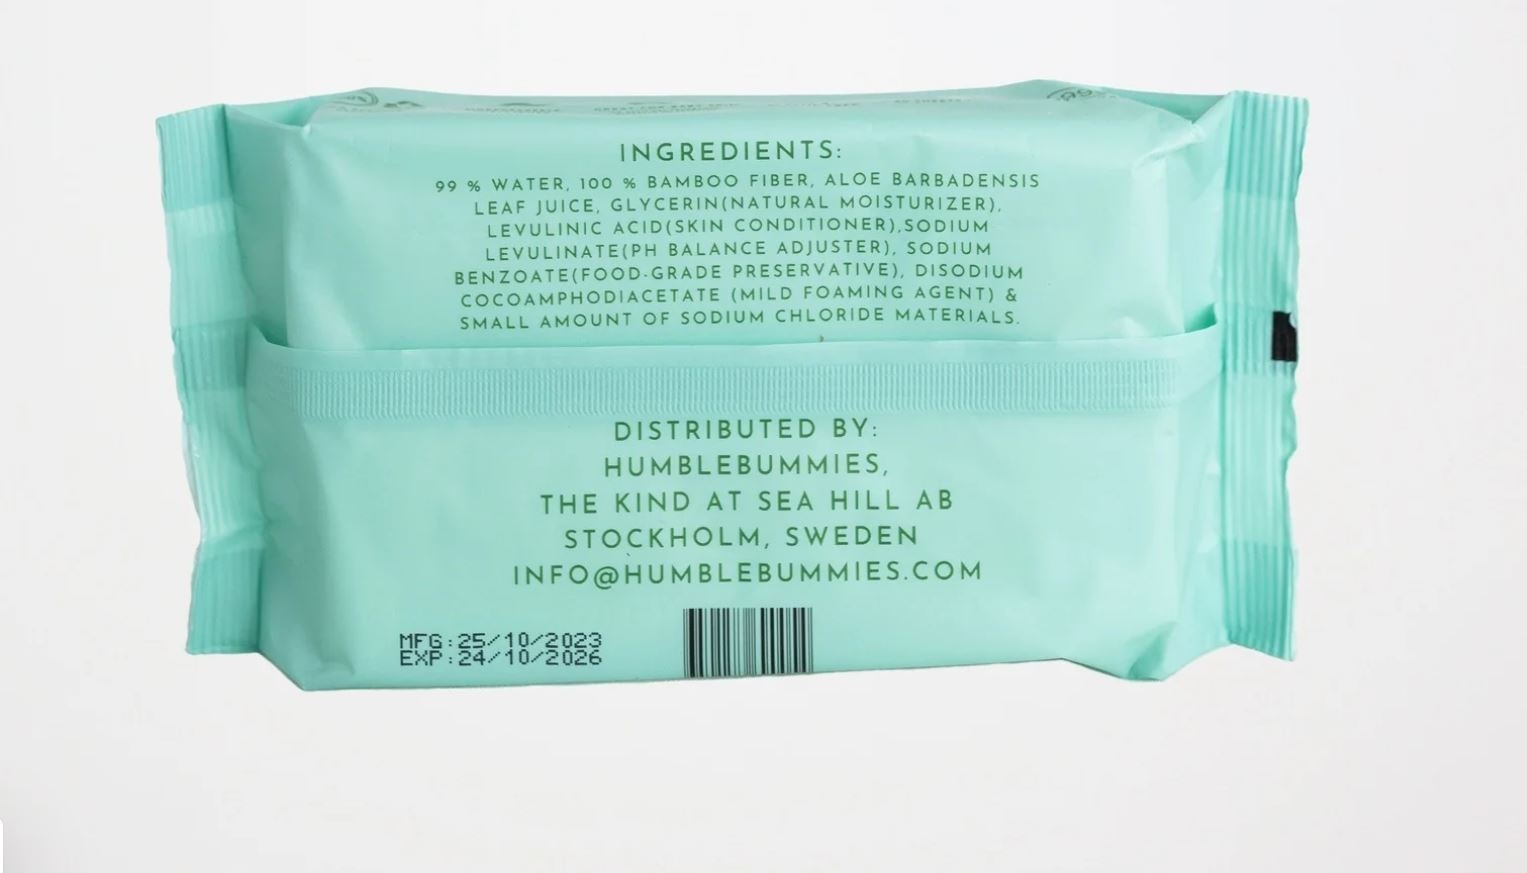 INGREDIENTS:
99 % WATER, 100 % BAMBOO FIBER, ALOE BARBADENSIS
LEAF JUICE, GLYCERIN(NATURAL MOISTURIZER),
LEVULINIC ACID(SKIN CONDITIONER),SODIUM
LEVULINATE(PH BALANCE ADJUSTER), SODIUM
BENZOATE(FOOD-GRADE PRESERVATIVE), DISODIUM
COCOAMPHODIACETATE (MILD FOAMING AGENT) &
SMALL AMOUNT OF SODIUM CHLORIDE MATERIALS.
DISTRIBUTED BY:
HUMBLEBUMMIES,
THE KIND AT SEA HILL AB
STOCKHOLM, SWEDEN
INFO@HUMBLEBUMMIES.COM
MFG:25/10/2023
EXP:24/10/2026